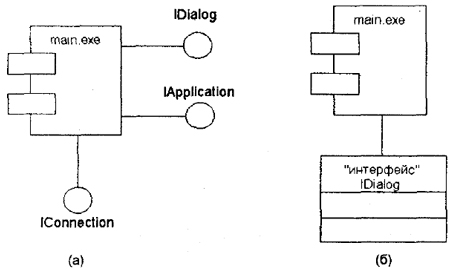 IDialog
main.exe
IApplication
IConnection
(а)
main.exe
"интерфейс"
IDialog
(б)